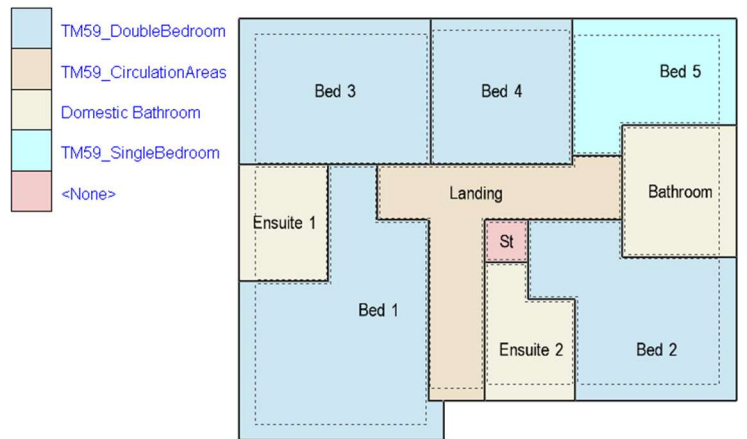 TM59_DoubleBedroom
TM59_CirculationAreas
Domestic Bathroom
TM59_SingleBedroom
<None>
Bed 3
Bed 4
Bed 5
Ensuite 1
Landing
Bathroom
St
Bed 1
Ensuite 2
Bed 2